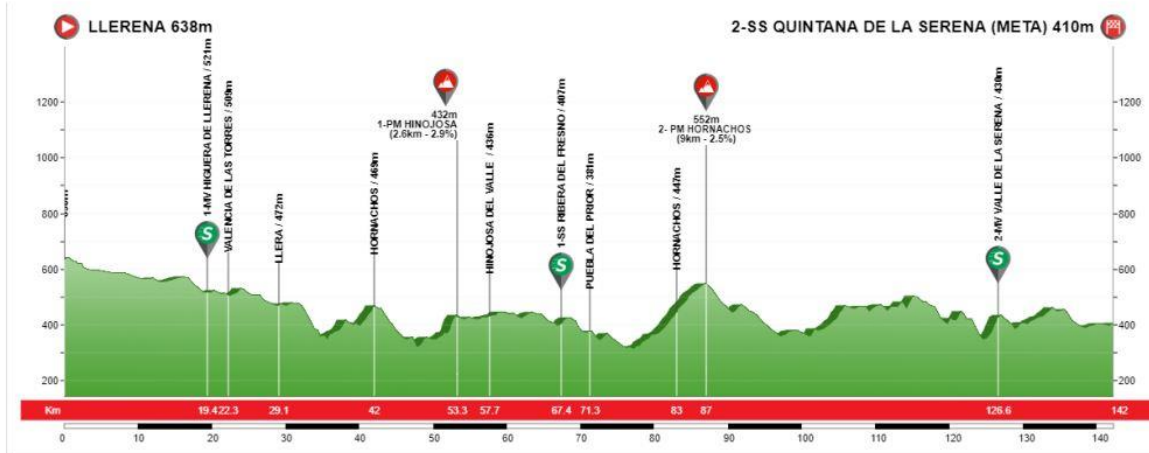 LLERENA 638m
2-SS QUINTANA DE LA SERENA (META) 410m
1200
1000
800
600
400
200
1-MV HIGUERA DE LLERENA / 521m
S
VALENCIA DE LAS TORRES / 509m
LLERA / 472m
HORNACHOS / 469m
432m
1-PM HINOJOSA
(2.6km - 2.9%)
HINOJOSA DEL VALLE / 436m
1-SS RIBERA DEL FRESNO / 407m
S
PUEBLA DEL PRIOR / 381m
HORNACHOS / 447m
552m
2- PM HORNACHOS
(9km - 2.5%)
2-MV VALLE DE LA SERENA / 430m
S
1200
1000
800
600
400
200
Km 19.4 22.3 29.1 42 53.3 57.7 67.4 71.3 83 87 126.6 142
0 10 20 30 40 50 60 70 80 90 100 110 120 130 140